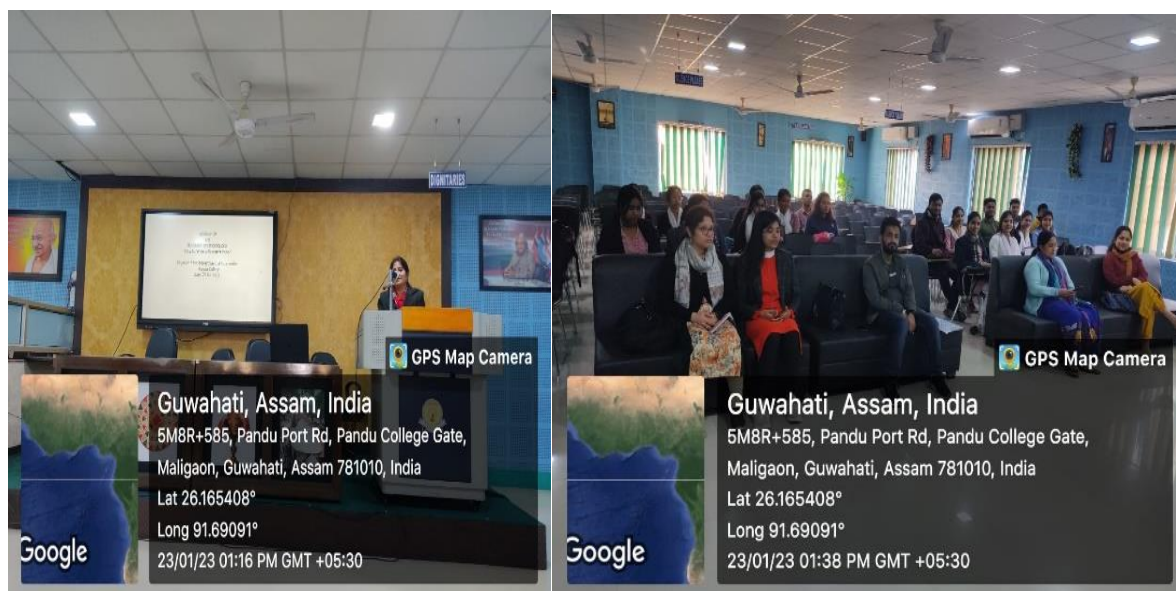 DIGNITARIES
GPS Map Camera
Guwahati, Assam, India
5M8R+585, Pandu Port Rd, Pandu College Gate,
Maligaon, Guwahati, Assam 781010, India
Lat 26.165408°
Long 91.69091°
23/01/23 01:16 PM GMT +05:30
Google
GPS Map Camera
Guwahati, Assam, India
5M8R+585, Pandu Port Rd, Pandu College Gate,
Maligaon, Guwahati, Assam 781010, India
Lat 26.165408°
Long 91.69091°
23/01/23 01:38 PM GMT +05:30
Google